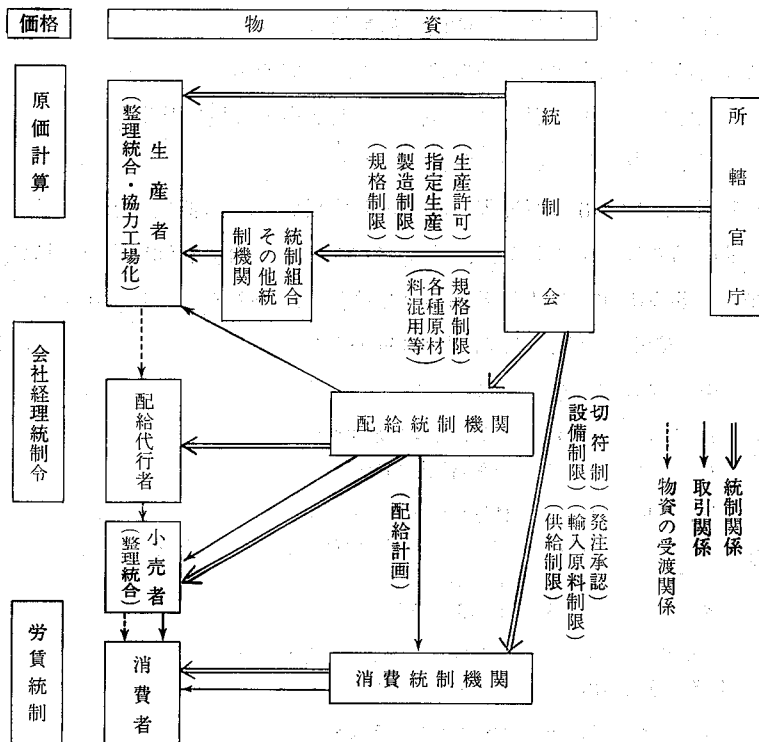 価格
物資
原価計算
会社経理統制令
労賃統制
生産者
(整理統合・協力工場化)
統制組合
その他統
制機関
(生産許可)
(指定生産)
(製造制限)
(規格制限)
(規格制限)
(各種原材
料混用等)
統制会
所轄官庁
配給代行者
配給統制機関
小売者
(整理統合)
(配給計画)
(切符制)(発注承認)
(設備制限)(輸入原料制限)
(供給制限)
消費者
消費統制機関
統制関係
取引関係
物資の受渡関係